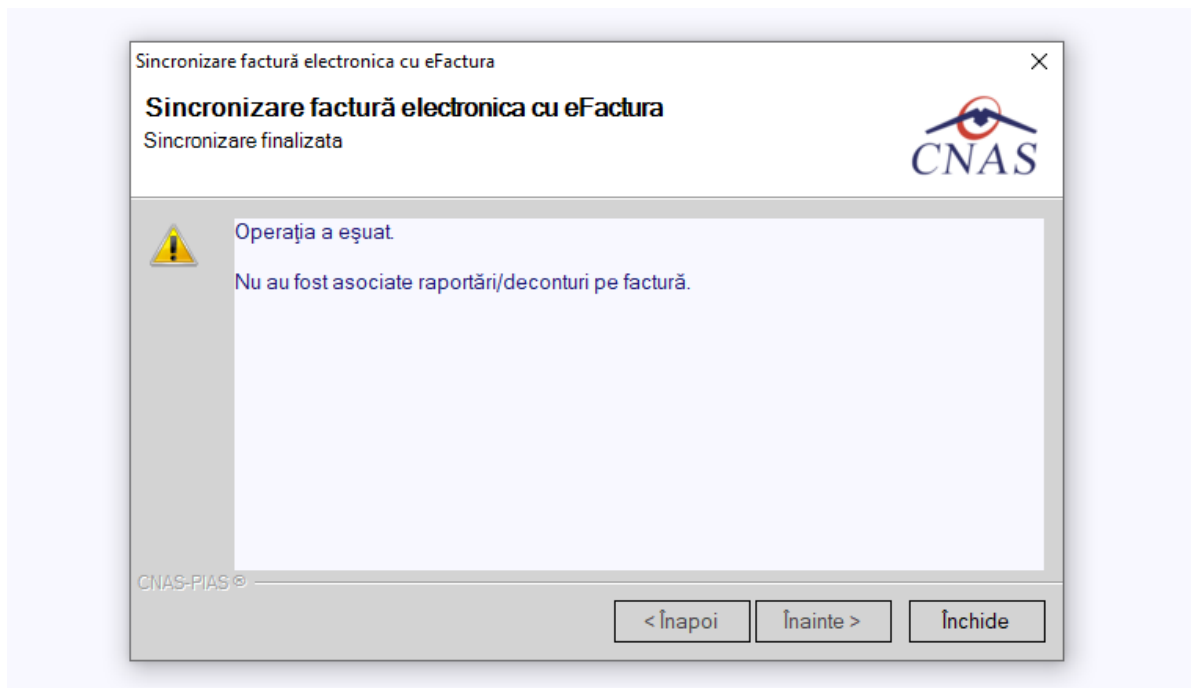 Sincronizare factură electronica cu eFactura
Sincronizare factură electronica cu eFactura
Sincronizare finalizata
CNAS
Operaţia a eşuat.
Nu au fost asociate raportări/deconturi pe factură.
CNAS-PIAS ®
< Înapoi
Înainte >
Închide